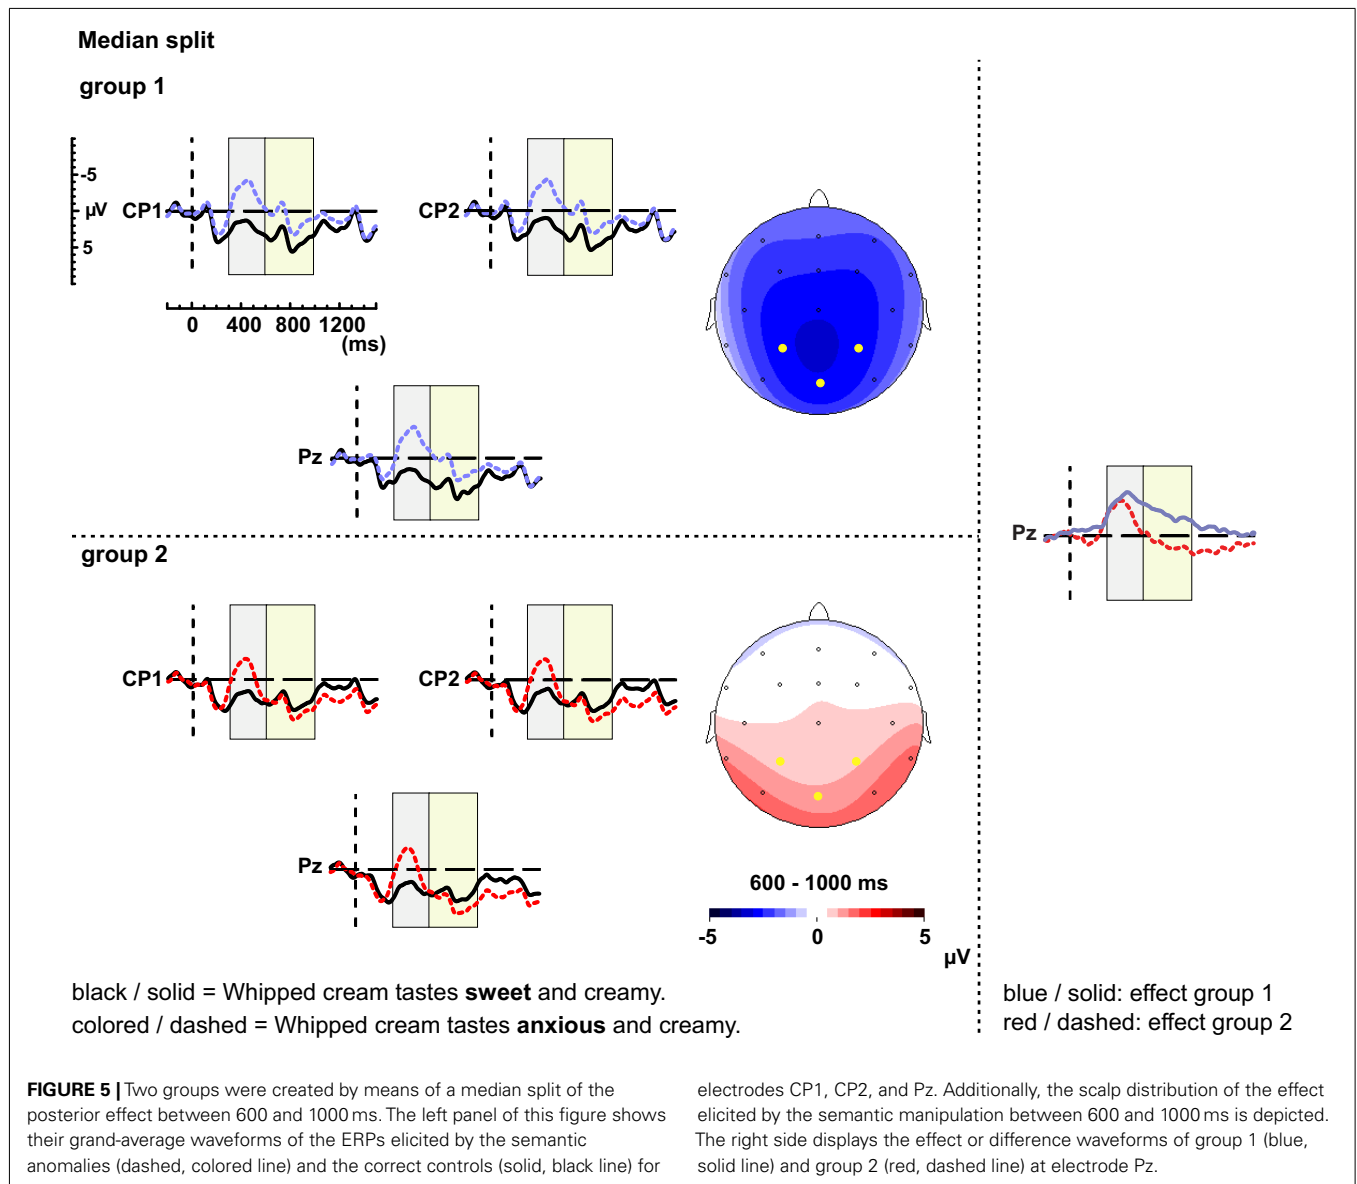 Median split
group 1
-5
µV
5
CP1
CP2
0 400 800 1200
(ms)
Pz
group 2
CP1
CP2
Pz
600 - 1000 ms
-5 0 5
µV
Pz
black / solid = Whipped cream tastes sweet and creamy.
colored / dashed = Whipped cream tastes anxious and creamy.
blue / solid: effect group 1
red / dashed: effect group 2
FIGURE 5 | Two groups were created by means of a median split of the
posterior effect between 600 and 1000 ms. The left panel of this figure shows
their grand-average waveforms of the ERPs elicited by the semantic
anomalies (dashed, colored line) and the correct controls (solid, black line) for
electrodes CP1, CP2, and Pz. Additionally, the scalp distribution of the effect
elicited by the semantic manipulation between 600 and 1000 ms is depicted.
The right side displays the effect or difference waveforms of group 1 (blue,
solid line) and group 2 (red, dashed line) at electrode Pz.